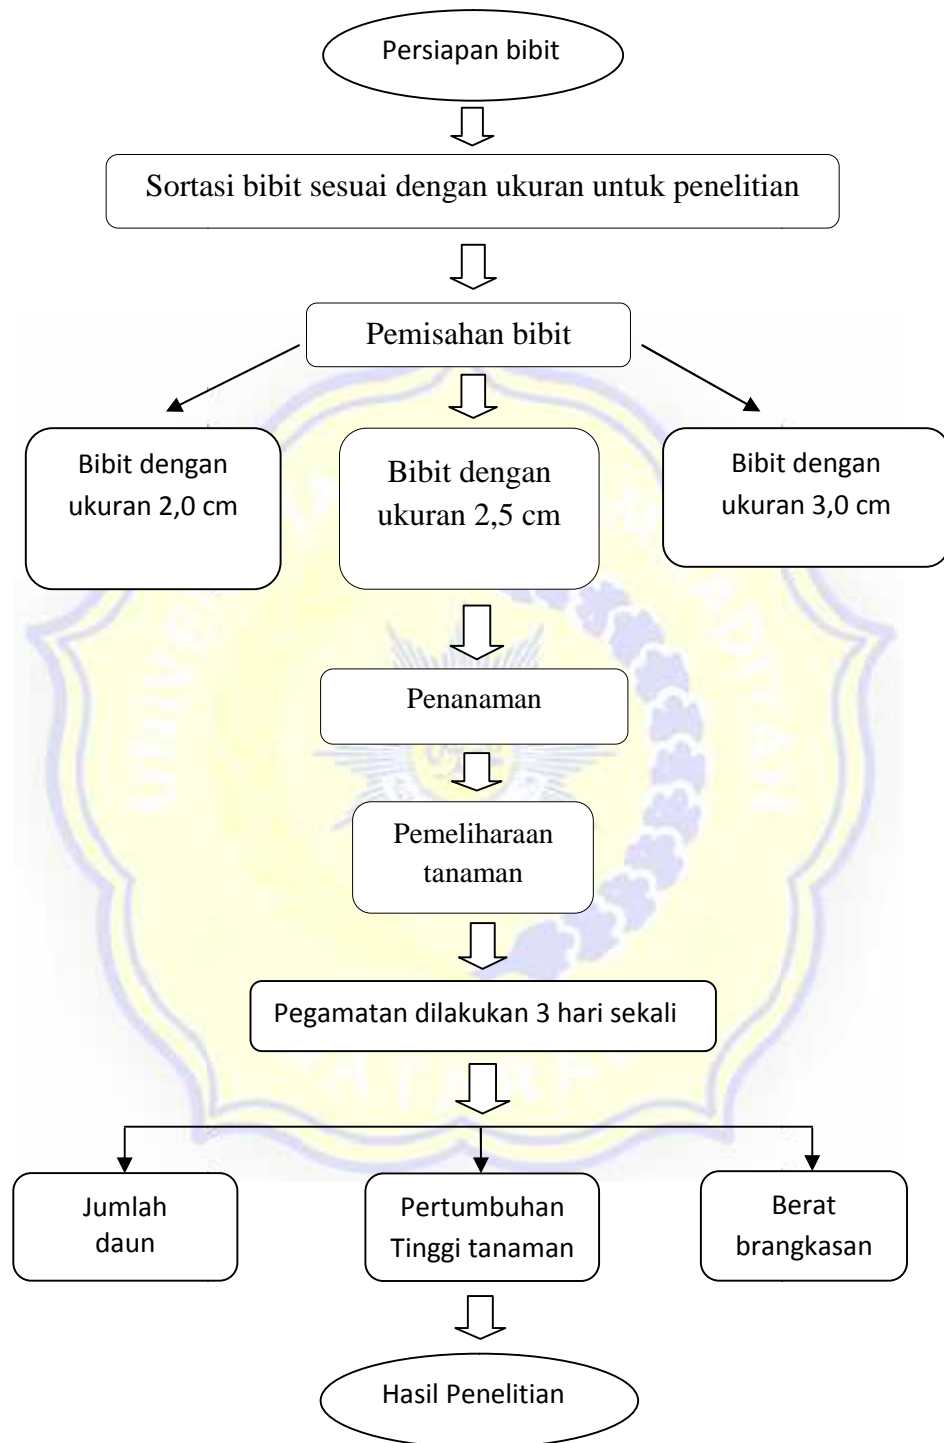 Persiapan bibit
Sortasi bibit sesuai dengan ukuran untuk penelitian
Pemisahan bibit
Bibit dengan
ukuran 2,0 cm
Bibit dengan
ukuran 2,5 cm
Bibit dengan
ukuran 3,0 cm
Penanaman
Pemeliharaan
tanaman
Pegamatan dilakukan 3 hari sekali
Jumlah
daun
Pertumbuhan
Tinggi tanaman
Berat
brangkasan
Hasil Penelitian